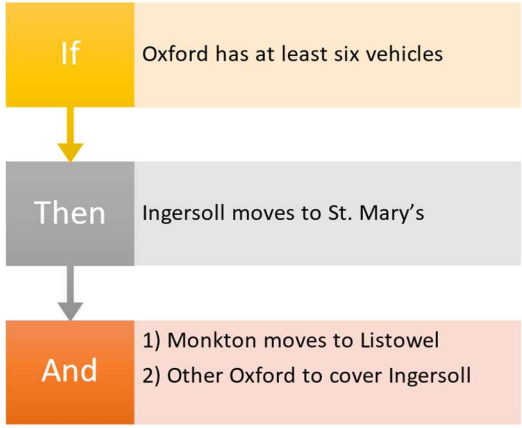 If
Oxford has at least six vehicles
Then
Ingersoll moves to St. Mary's
And
1) Monkton moves to Listowel
2) Other Oxford to cover Ingersoll